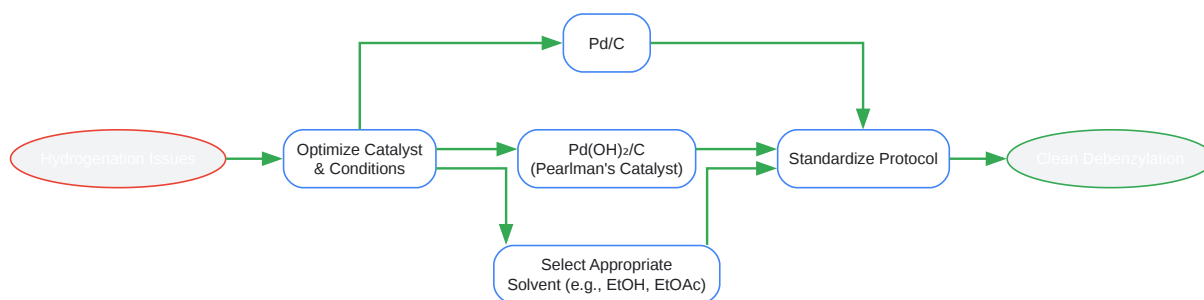 Pd/C
Hydrogenation Issues
Optimize Catalyst
& Conditions
Pd(OH)₂/C
(Pearlman's Catalyst)
Standardize Protocol
Clean Debenzylation
Select Appropriate
Solvent (e.g., EtOH, EtOAc)